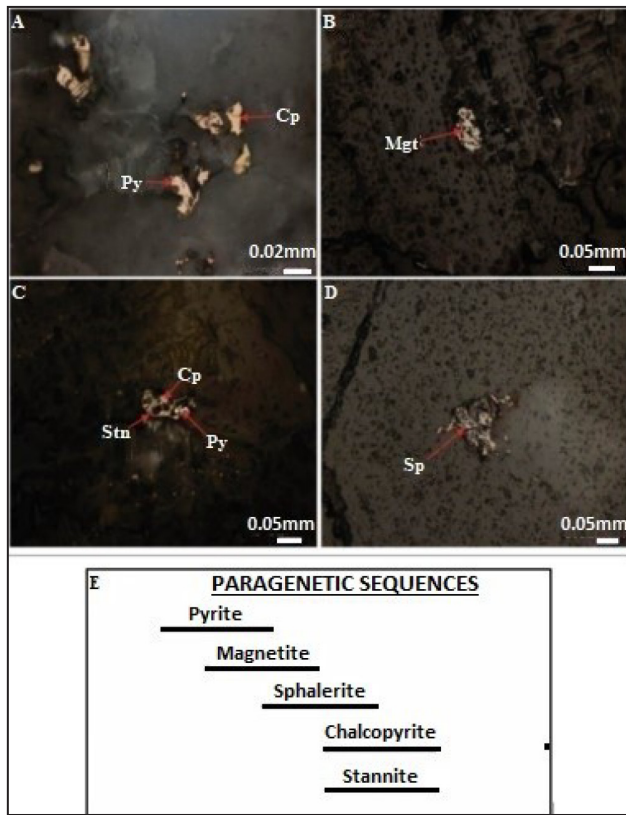 A
Cp
Py
0.02mm
B
Mgt
0.05mm
C
Cp
Stn
Py
0.05mm
D
Sp
0.05mm
E
PARAGENETIC SEQUENCES
Pyrite
Magnetite
Sphalerite
Chalcopyrite
Stannite